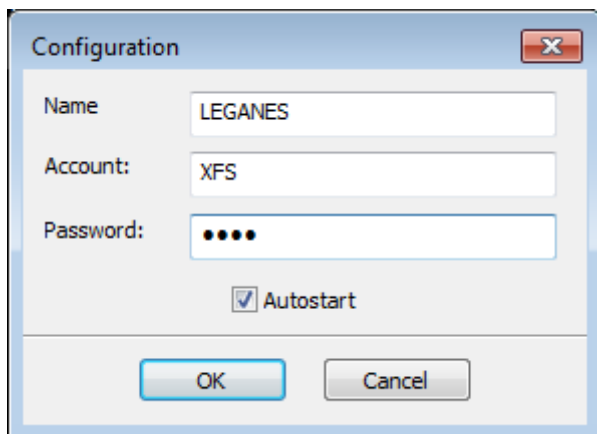 Configuration
Name LEGANES
Account: XFS
Password: ••••
Autostart
OK Cancel